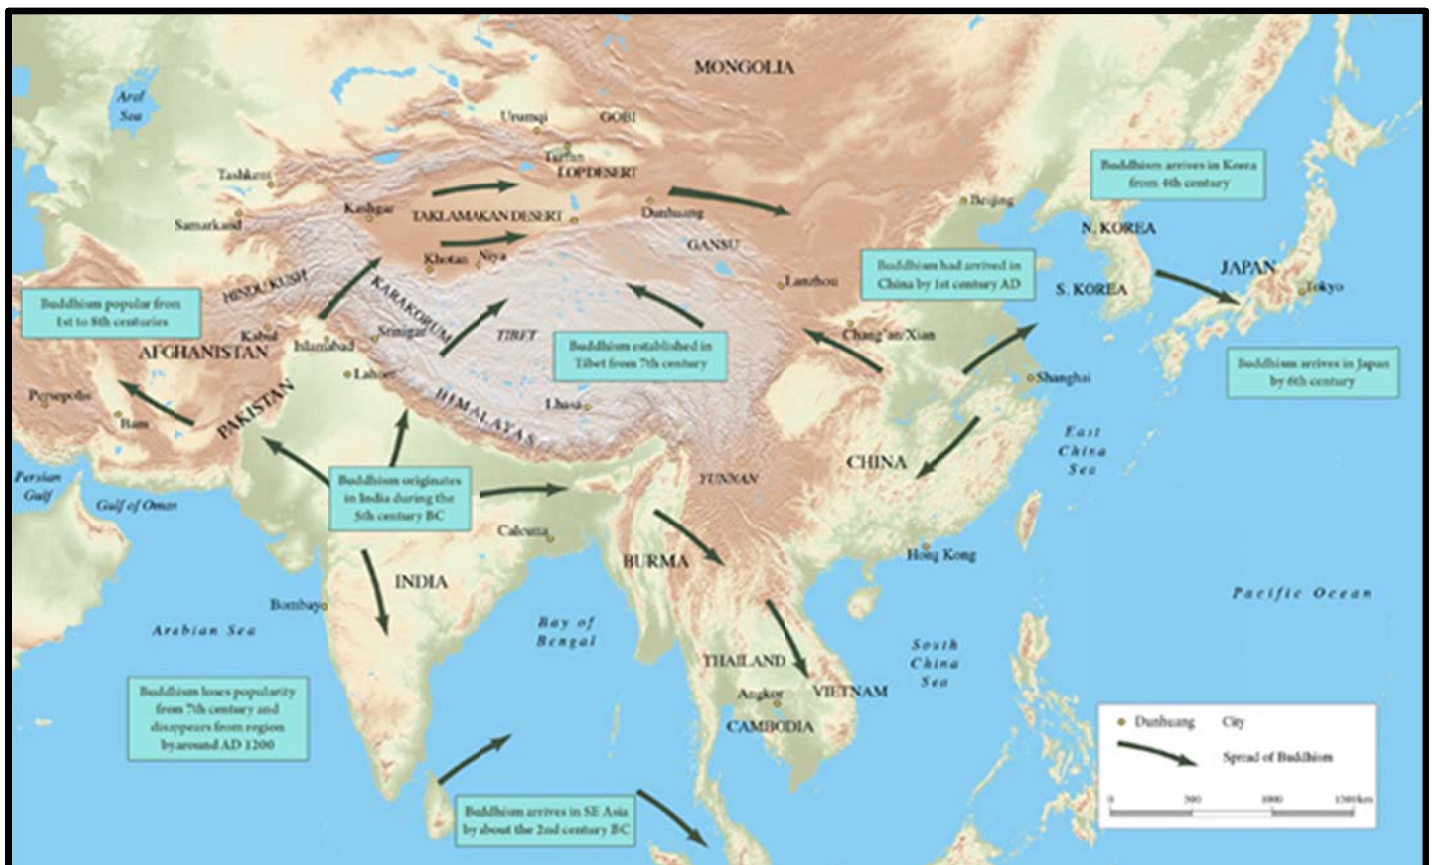 MONGOLIA
Aral
Sea
Urumqi
GOBI
Turfan
LOP DESERT
Tashkent
Samarkand
Kashgar
TAKLAMAKAN DESERT
Dunhuang
Beijing
Buddhism arrives in Korea
from 4th century
N. KOREA
S. KOREA
JAPAN
Tokyo
GANSU
Khotan
Niya
Lanzhou
Buddhism had arrived in
China by 1st century AD
HINDU KUSH
KARAKORUM
Buddhism popular from
1st to 8th centuries
Kabul
Islamabad
Srinigar
TIBET
Buddhism established in
Tibet from 7th century
Chang'an/Xian
AFGHANISTAN
Lahore
Shanghai
Buddhism arrives in Japan
by 6th century
Persepolis
Bam
PAKISTAN
HIMALAYAS
Lhasa
East
China
Sea
CHINA
YUNNAN
Persian
Gulf
Gulf of Oman
Buddhism originates
in India during the
5th century BC
Calcutta
Hong Kong
BURMA
INDIA
Bombay
Arabian Sea
Bay of
Bengal
Pacific Ocean
South
China
Sea
THAILAND
Angkor
VIETNAM
CAMBODIA
Buddhism loses popularity
from 7th century and
disappears from region
by around AD 1200
Buddhism arrives in SE Asia
by about the 2nd century BC
Dunhuang City
Spread of Buddhism
0 500 1000 1500 km